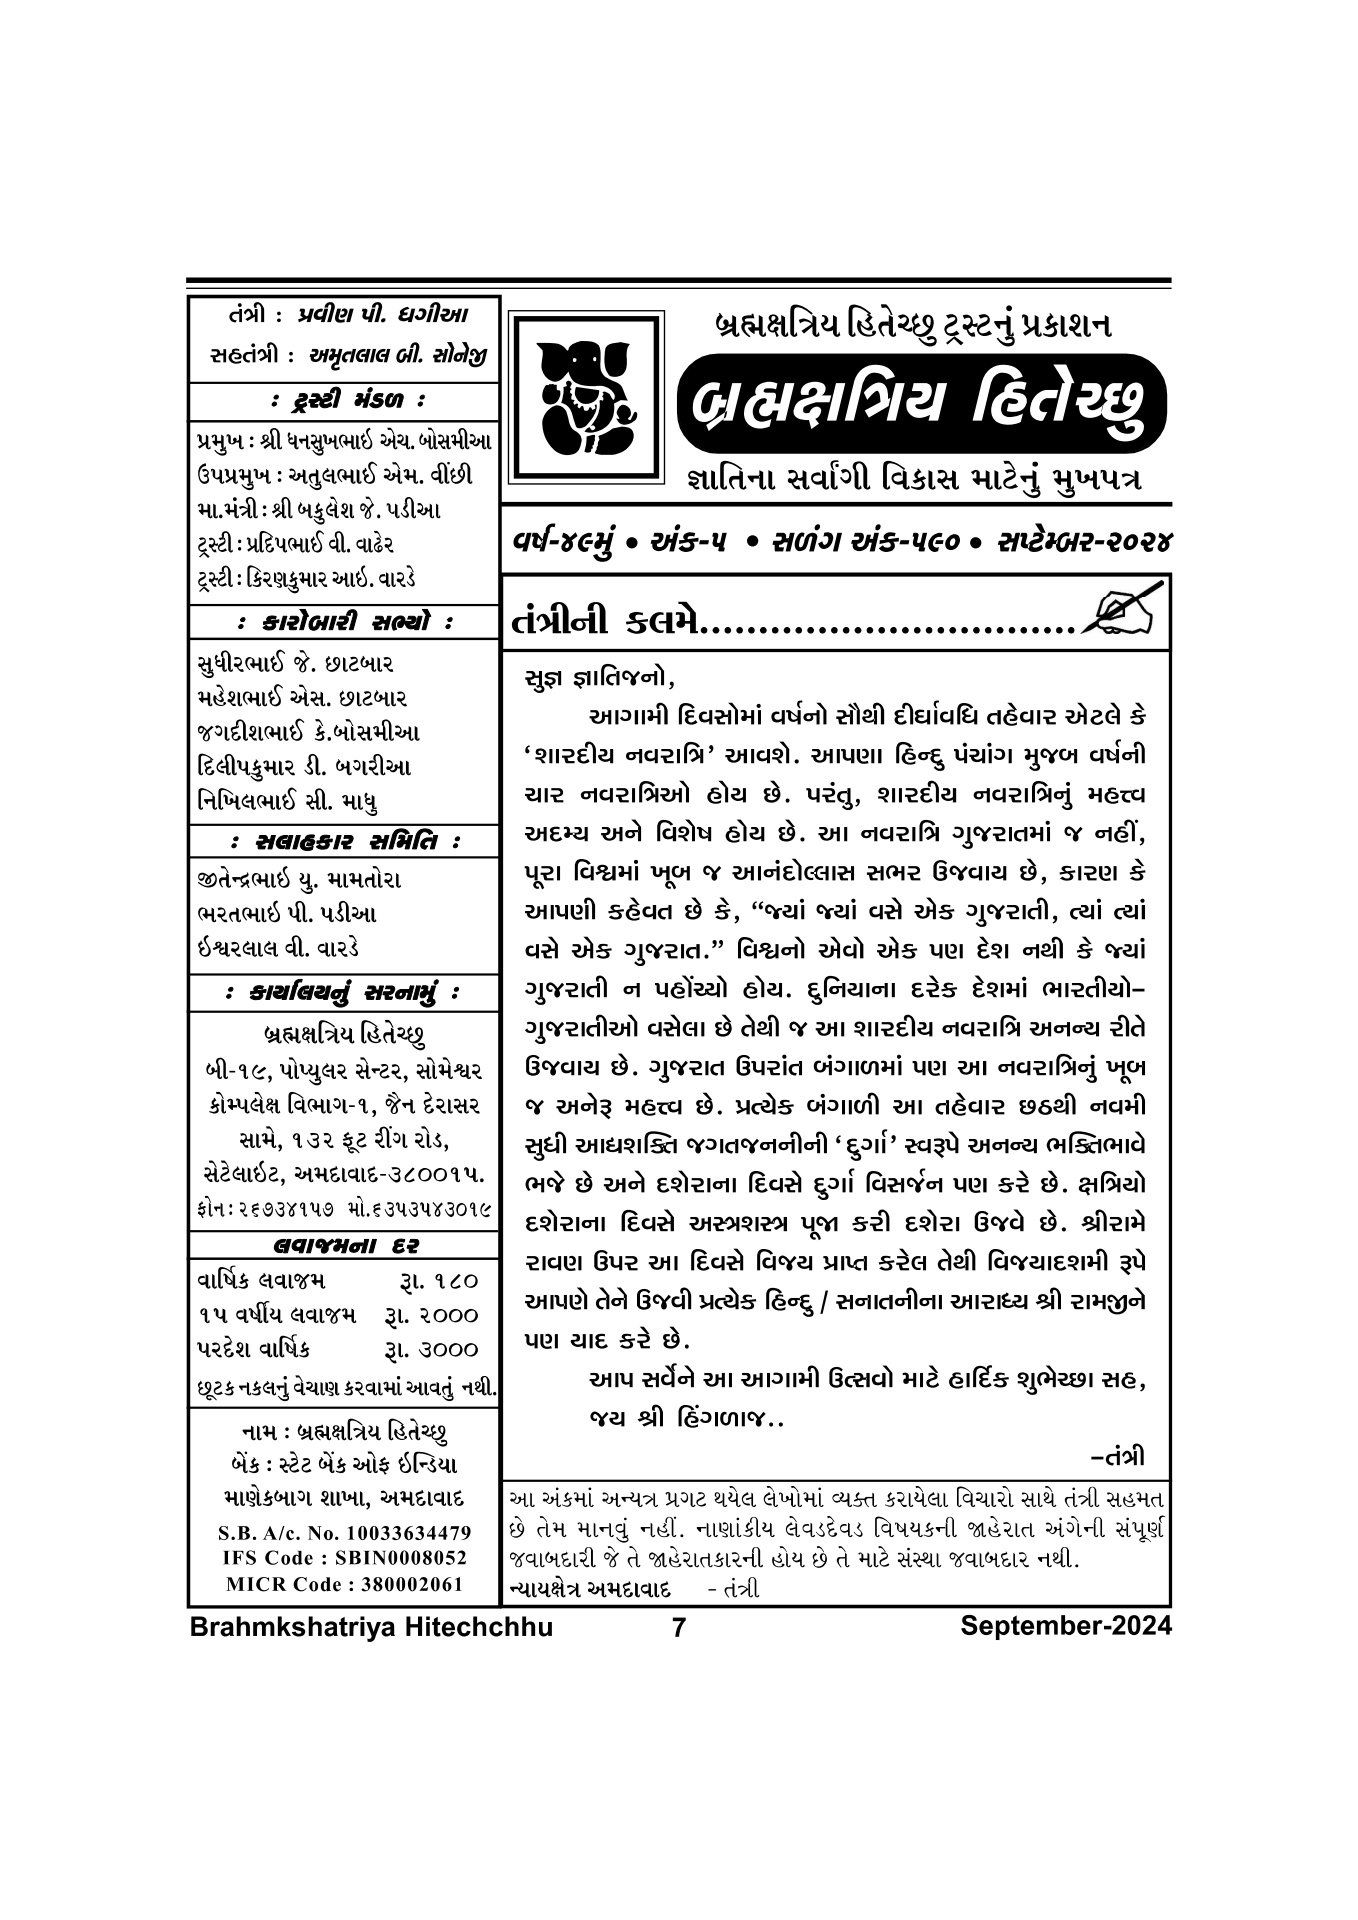 તંત્રી : પ્રવીણ પી. ધગીઆ
સહતંત્રી : અમૃતલાલ બી. સોનેજી
: ટ્રસ્ટી મંડળ :
પ્રમુખ : શ્રી ધનસુખભાઇ એચ. બોસમીઆ
ઉપપ્રમુખ : અતુલભાઈ એમ. વીંછી
મા.મંત્રી : શ્રી બકુલેશ જે. પડીઆ
ટ્રસ્ટી : પ્રદિપભાઈ વી. વાઢેર
ટ્રસ્ટી : કિરણકુમાર આઇ. વારડે
: કારોબારી સભ્યો :
સુધીરભાઈ જે. છાટબાર
મહેશભાઈ એસ. છાટબાર
જગદીશભાઈ કે.બોસમીઆ
દિલીપકુમાર ડી. બગરીઆ
નિખિલભાઈ સી. માધુ
: સલાહકાર સમિતિ :
જીતેન્દ્રભાઇ યુ. મામતોરા
ભરતભાઇ પી. પડીઆ
ઇશ્વરલાલ વી. વારડે
: કાર્યાલયનું સરનામું :
બ્રહ્મક્ષત્રિય હિતેચ્છુ
બી-૧૯, પોપ્યુલર સેન્ટર, સોમેશ્વર
કોમ્પલેક્ષ વિભાગ-૧, જૈન દેરાસર
સામે, ૧૩૨ ફૂટ રીંગ રોડ,
સેટેલાઇટ, અમદાવાદ-૩૮૦૦૧૫.
ફોન : ૨૬૭૩૪૧૫૭ મો.૬૩૫૩૫૪૩૦૧૯
લવાજમના દર
વાર્ષિક લવાજમ રૂા. ૧૮૦
૧૫ વર્ષીય લવાજમ રૂા. ૨૦૦૦
પરદેશ વાર્ષિક રૂા. ૩૦૦૦
છૂટક નકલનું વેચાણ કરવામાં આવતું નથી.
નામ : બ્રહ્મક્ષત્રિય હિતેચ્છુ
બેંક : સ્ટેટ બેંક ઓફ ઇન્ડિયા
માણેકબાગ શાખા, અમદાવાદ
S.B. A/c. No. 10033634479
IFS Code : SBIN0008052
MICR Code : 380002061
બ્રહ્મક્ષત્રિય હિતેચ્છુ ટ્રસ્ટનું પ્રકાશન
બ્રહ્મક્ષત્રિય હિતેચ્છુ
જ્ઞાતિના સર્વાંગી વિકાસ માટેનું મુખપત્ર
વર્ષ-૪૯મું ● અંક-૫ ● સળંગ અંક-૫૯૦ ● સપ્ટેમ્બર-૨૦૨૪
તંત્રીની કલમે................................
સુજ્ઞ જ્ઞાતિજનો,
આગામી દિવસોમાં વર્ષનો સૌથી દીર્ઘાવધિ તહેવાર એટલે કે
‘શારદીય નવરાત્રિ’ આવશે. આપણા હિન્દુ પંચાંગ મુજબ વર્ષની
ચાર નવરાત્રિઓ હોય છે. પરંતુ, શારદીય નવરાત્રિનું મહત્ત્વ
અદમ્ય અને વિશેષ હોય છે. આ નવરાત્રિ ગુજરાતમાં જ નહીં,
પૂરા વિશ્વમાં ખૂબ જ આનંદોલ્લાસ સભર ઉજવાય છે, કારણ કે
આપણી કહેવત છે કે, “જ્યાં જ્યાં વસે એક ગુજરાતી, ત્યાં ત્યાં
વસે એક ગુજરાત.” વિશ્વનો એવો એક પણ દેશ નથી કે જ્યાં
ગુજરાતી ન પહોંચ્યો હોય. દુનિયાના દરેક દેશમાં ભારતીયો–
ગુજરાતીઓ વસેલા છે તેથી જ આ શારદીય નવરાત્રિ અનન્ય રીતે
ઉજવાય છે. ગુજરાત ઉપરાંત બંગાળમાં પણ આ નવરાત્રિનું ખૂબ
જ અનેરૂ મહત્ત્વ છે. પ્રત્યેક બંગાળી આ તહેવાર છઠથી નવમી
સુધી આદ્યશક્તિ જગતજનનીની ‘દુર્ગા’ સ્વરૂપે અનન્ય ભક્તિભાવે
ભજે છે અને દશેરાના દિવસે દુર્ગા વિસર્જન પણ કરે છે. ક્ષત્રિયો
દશેરાના દિવસે અસ્ત્રશસ્ત્ર પૂજા કરી દશેરા ઉજવે છે. શ્રીરામે
રાવણ ઉપર આ દિવસે વિજય પ્રાપ્ત કરેલ તેથી વિજયાદશમી રૂપે
આપણે તેને ઉજવી પ્રત્યેક હિન્દુ / સનાતનીના આરાધ્ય શ્રી રામજીને
પણ યાદ કરે છે.
આપ સર્વેને આ આગામી ઉત્સવો માટે હાર્દિક શુભેચ્છા સહ,
જય શ્રી હિંગળાજ..
–તંત્રી
આ અંકમાં અન્યત્ર પ્રગટ થયેલ લેખોમાં વ્યક્ત કરાયેલા વિચારો સાથે તંત્રી સહમત
છે તેમ માનવું નહીં. નાણાંકીય લેવડદેવડ વિષયકની જાહેરાત અંગેની સંપૂર્ણ
જવાબદારી જે તે જાહેરાતકારની હોય છે તે માટે સંસ્થા જવાબદાર નથી.
ન્યાયક્ષેત્ર અમદાવાદ - તંત્રી
Brahmkshatriya Hitechchhu 7 September-2024